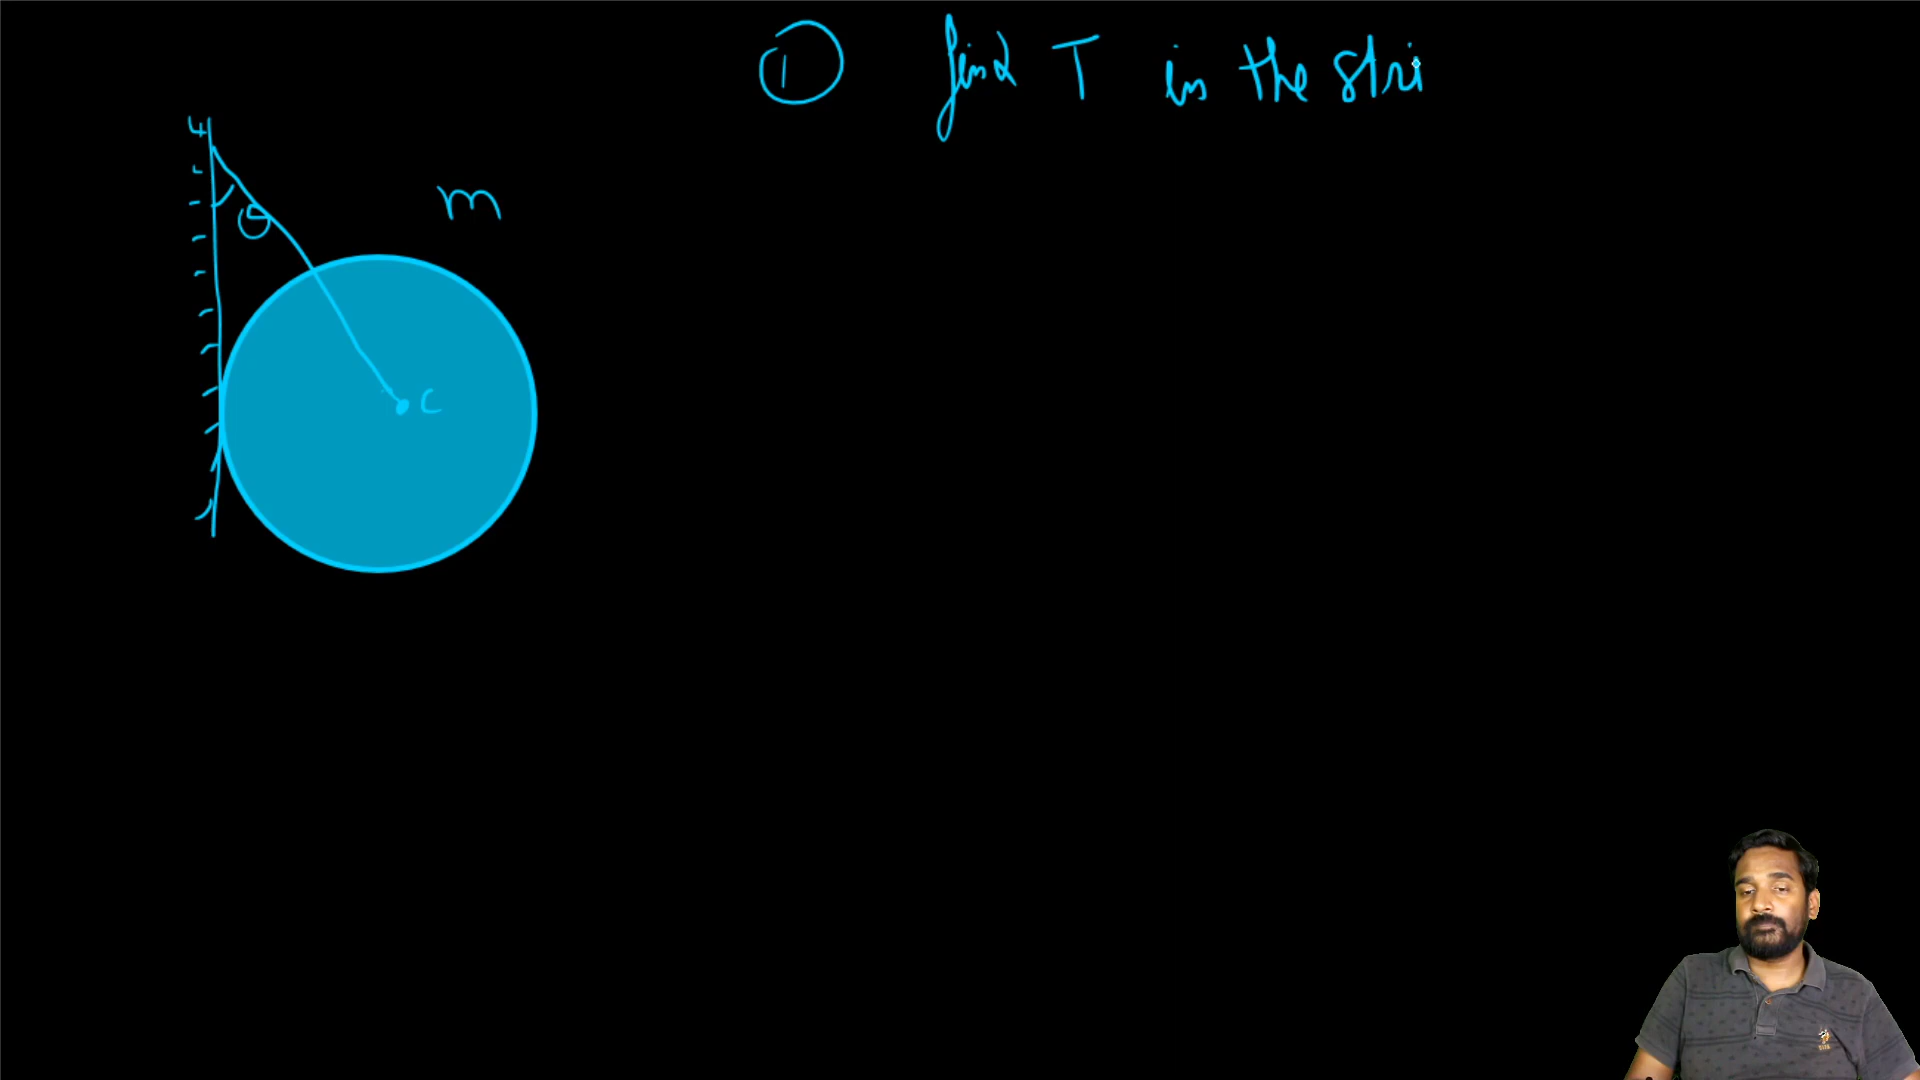 ① find T in the stri
m
θ
C